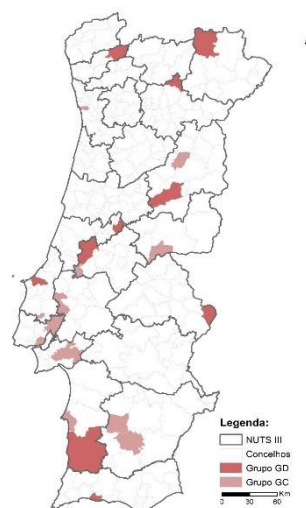 Legenda:
NUTS III
Concelhos
Grupo GD
Grupo GC
0 30 60 Km